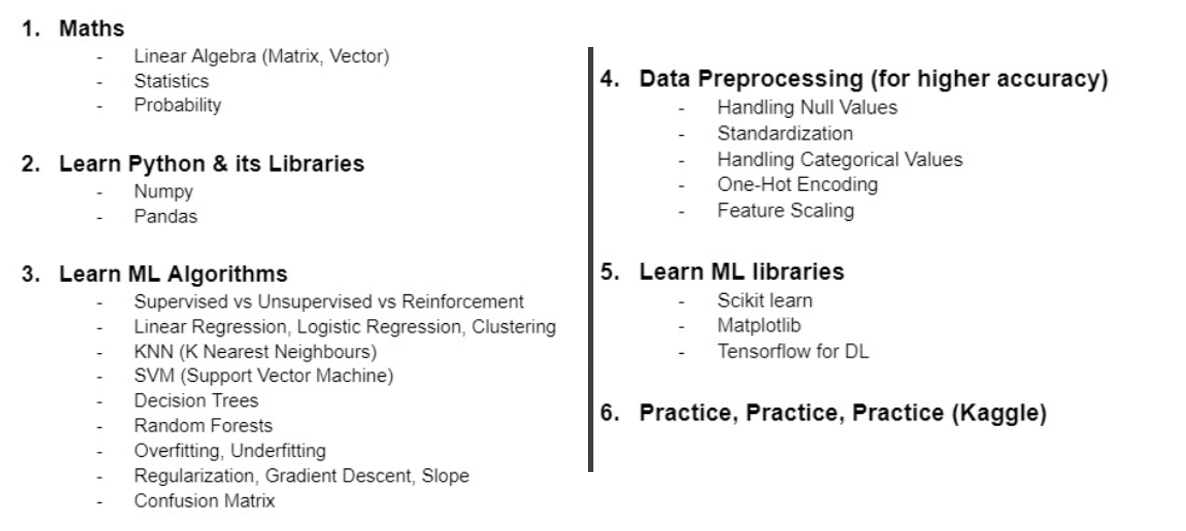 1. Maths
- Linear Algebra (Matrix, Vector)
- Statistics
- Probability
2. Learn Python & its Libraries
- Numpy
- Pandas
3. Learn ML Algorithms
- Supervised vs Unsupervised vs Reinforcement
- Linear Regression, Logistic Regression, Clustering
- KNN (K Nearest Neighbours)
- SVM (Support Vector Machine)
- Decision Trees
- Random Forests
- Overfitting, Underfitting
- Regularization, Gradient Descent, Slope
- Confusion Matrix
4. Data Preprocessing (for higher accuracy)
- Handling Null Values
- Standardization
- Handling Categorical Values
- One-Hot Encoding
- Feature Scaling
5. Learn ML libraries
- Scikit learn
- Matplotlib
- Tensorflow for DL
6. Practice, Practice, Practice (Kaggle)